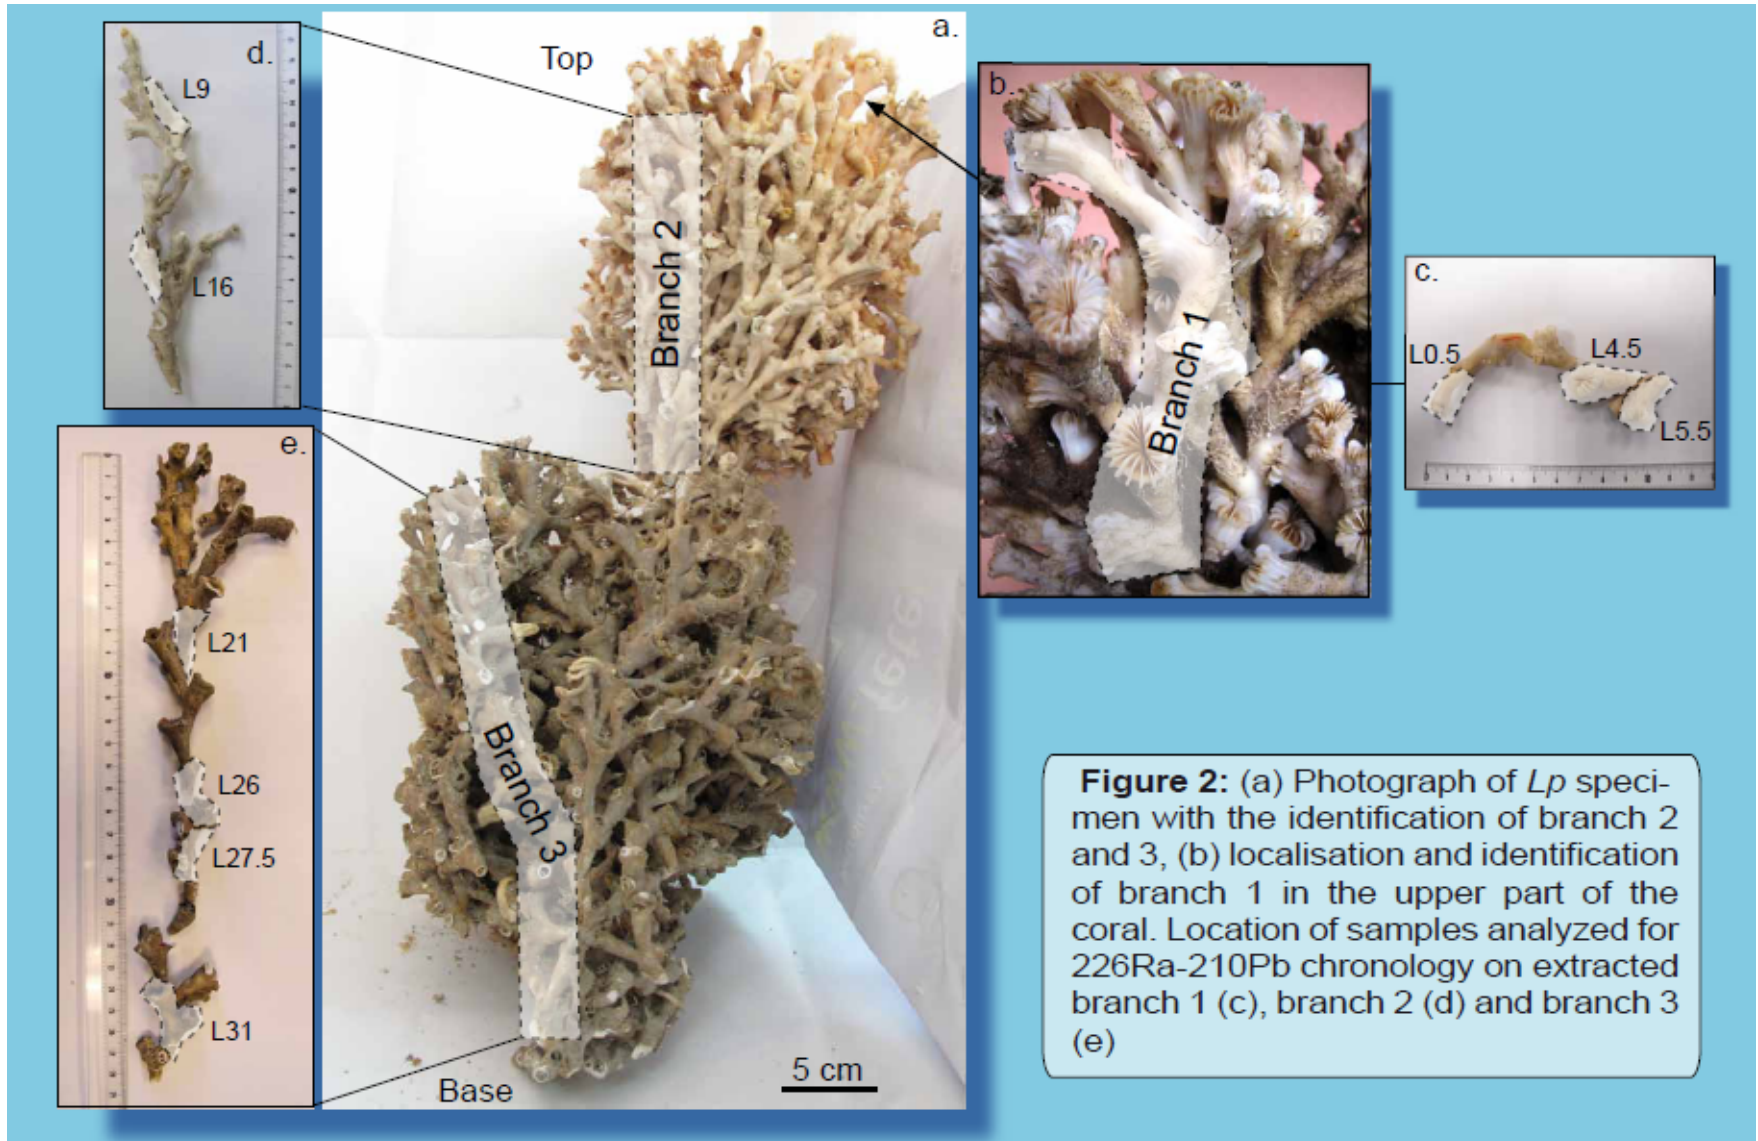 a.
Top
Branch 2
Branch 3
Base
5 cm
b.
Branch 1
c.
L0.5
L4.5
L5.5
d.
L9
L16
e.
L21
L26
L27.5
L31
Figure 2: (a) Photograph of Lp speci-
men with the identification of branch 2
and 3, (b) localisation and identification
of branch 1 in the upper part of the
coral. Location of samples analyzed for
226Ra-210Pb chronology on extracted
branch 1 (c), branch 2 (d) and branch 3
(e)